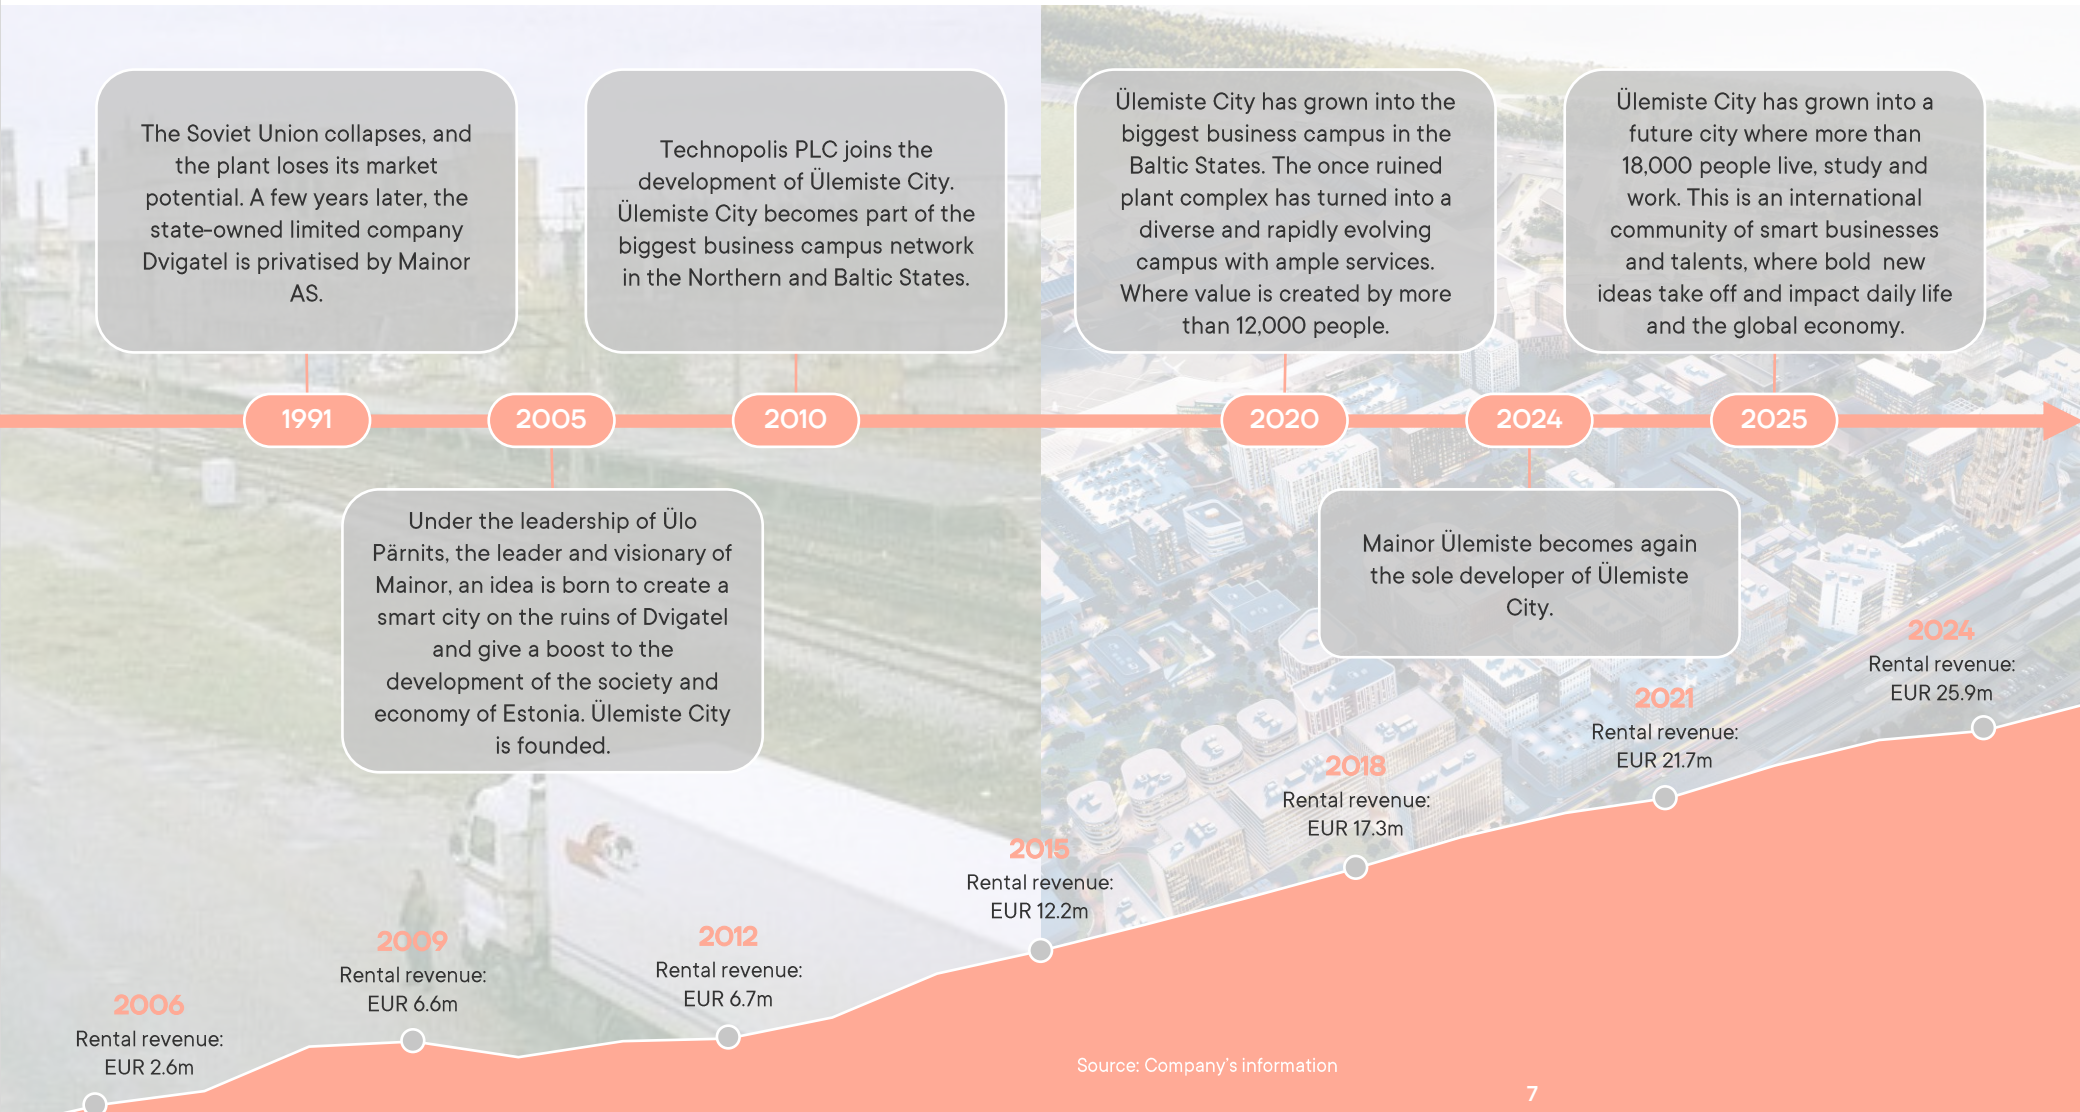 The Soviet Union collapses, and
the plant loses its market
potential. A few years later, the
state-owned limited company
Dvigatel is privatised by Mainor
AS.
Technopolis PLC joins the
development of Ülemiste City.
Ülemiste City becomes part of the
biggest business campus network
in the Northern and Baltic States.
Ülemiste City has grown into the
biggest business campus in the
Baltic States. The once ruined
plant complex has turned into a
diverse and rapidly evolving
campus with ample services.
Where value is created by more
than 12,000 people.
Ülemiste City has grown into a
future city where more than
18,000 people live, study and
work. This is an international
community of smart businesses
and talents, where bold  new
ideas take off and impact daily life
and the global economy.
1991
2005
2010
2020
2024
2025
Under the leadership of Ülo
Pärnits, the leader and visionary of
Mainor, an idea is born to create a
smart city on the ruins of Dvigatel
and give a boost to the
development of the society and
economy of Estonia. Ülemiste City
is founded.
Mainor Ülemiste becomes again
the sole developer of Ülemiste
City.
2006
Rental revenue:
EUR 2.6m
2009
Rental revenue:
EUR 6.6m
2012
Rental revenue:
EUR 6.7m
2015
Rental revenue:
EUR 12.2m
2018
Rental revenue:
EUR 17.3m
2021
Rental revenue:
EUR 21.7m
2024
Rental revenue:
EUR 25.9m
Source: Company's information
7